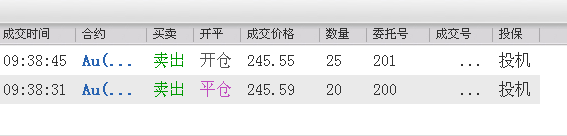 成交时间 合约 买卖 开平 成交价格 数量 委托号 成交号 投保
09:38:45 Au(... 卖出 开仓 245.55 25 201 ... 投机
09:38:31 Au(... 卖出 平仓 245.59 20 200 ... 投机